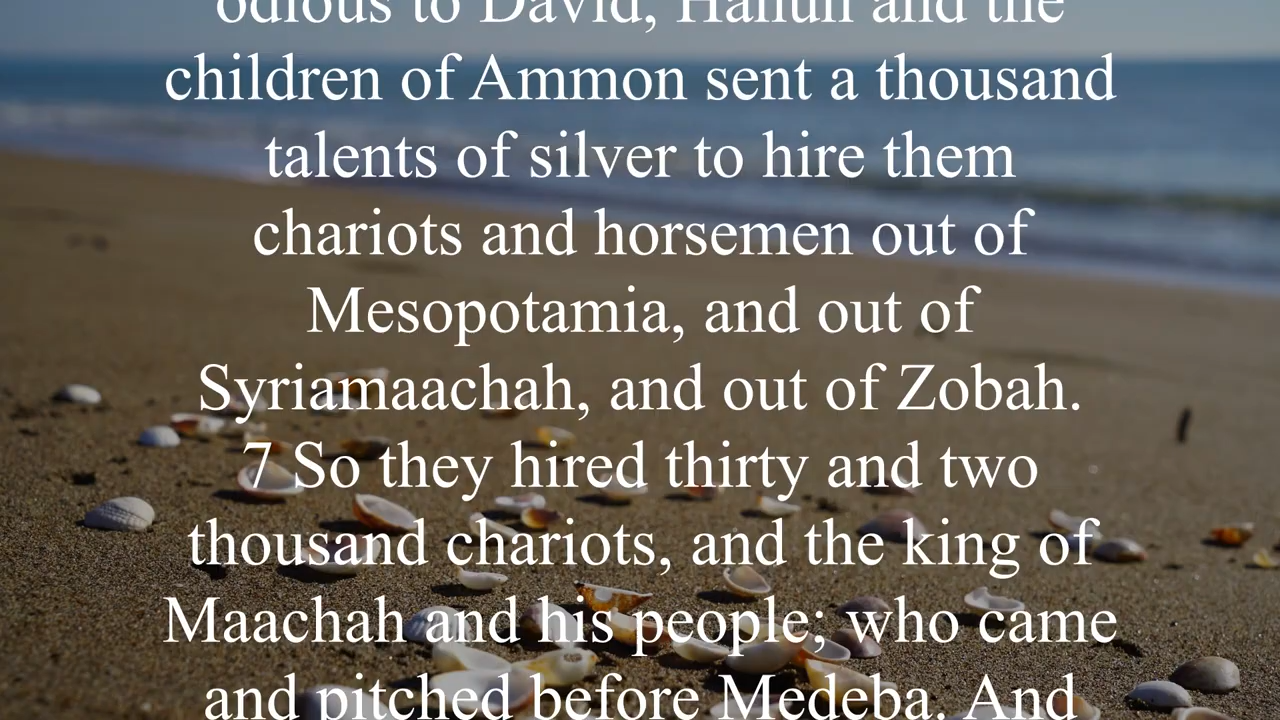 odious to David, Hanun and the
children of Ammon sent a thousand
talents of silver to hire them
chariots and horsemen out of
Mesopotamia, and out of
Syriamaachah, and out of Zobah.
7 So they hired thirty and two
thousand chariots, and the king of
Maachah and his people; who came
and pitched before Medeba. And